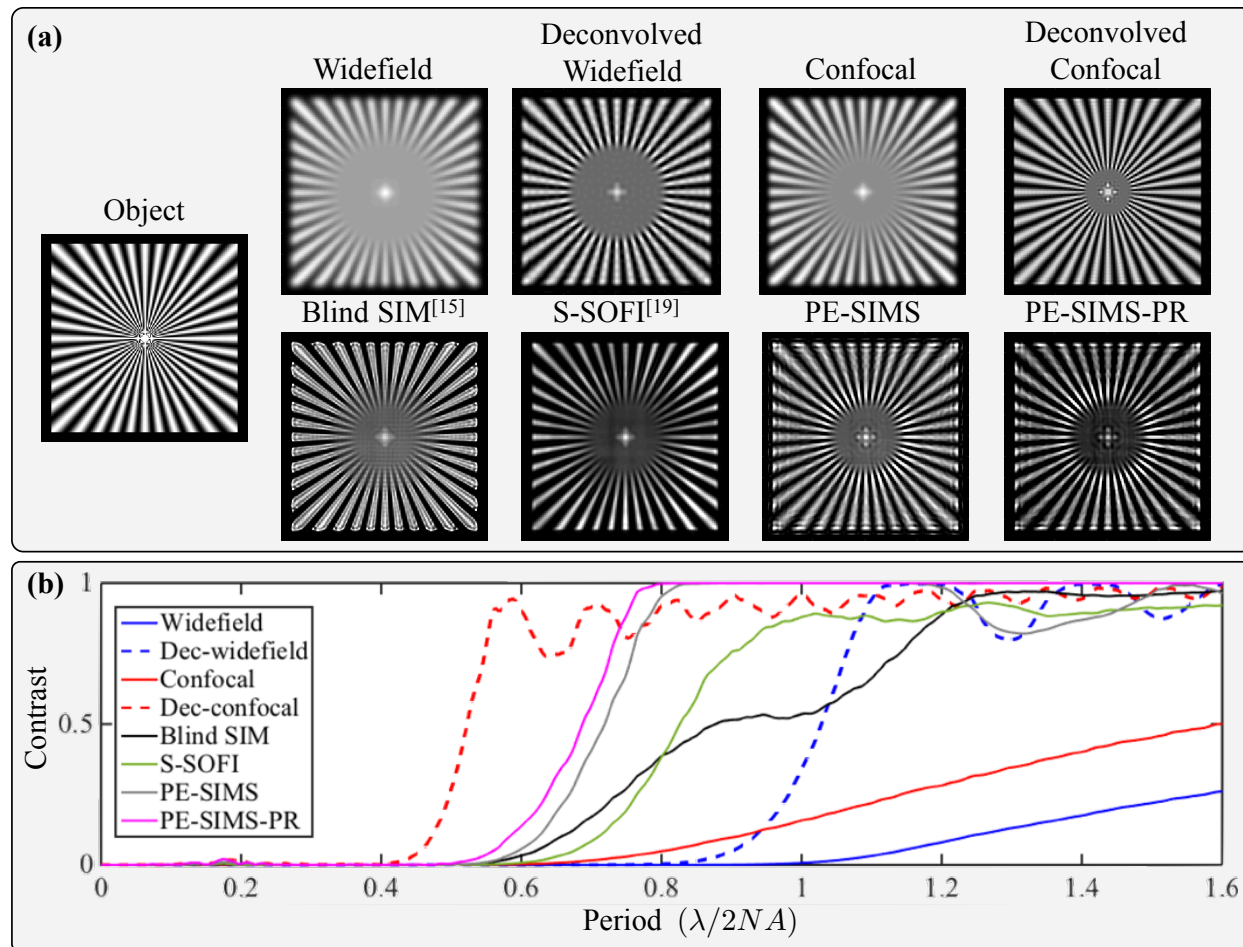 (a)
Widefield
Deconvolved
Widefield
Confocal
Deconvolved
Confocal
Object
Blind SIM[15]
S-SOFI[19]
PE-SIMS
PE-SIMS-PR
(b)
1
0.5
0
Contrast
Widefield
Dec-widefield
Confocal
Dec-confocal
Blind SIM
S-SOFI
PE-SIMS
PE-SIMS-PR
0 0.2 0.4 0.6 0.8 1 1.2 1.4 1.6
Period (λ/2NA)